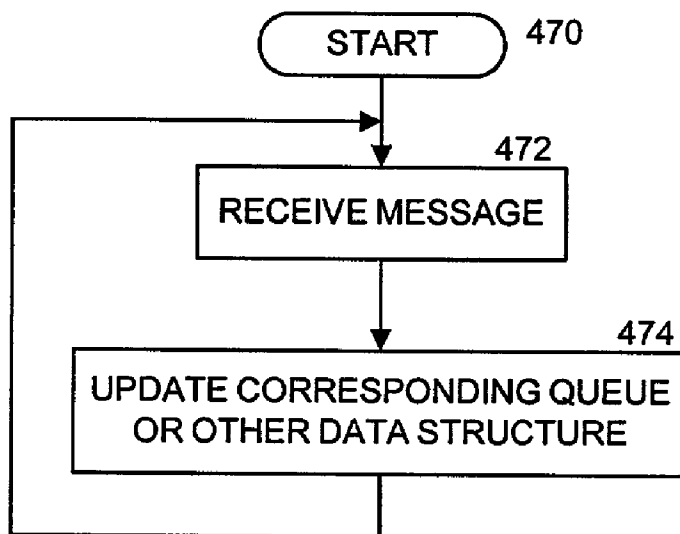 START 470
472
RECEIVE MESSAGE
474
UPDATE CORRESPONDING QUEUE
OR OTHER DATA STRUCTURE